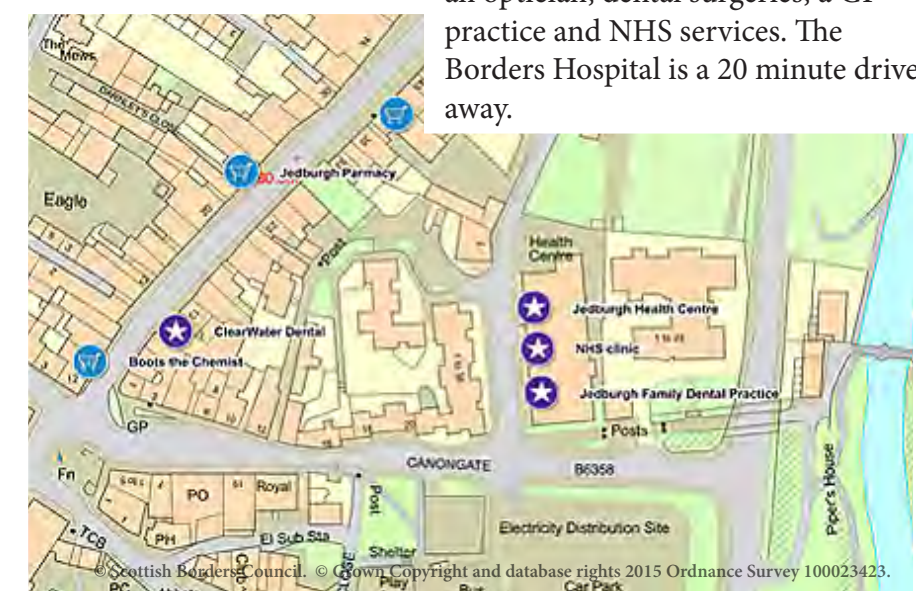 an optician, dental surgeries, a GP
practice and NHS services. The
Borders Hospital is a 20 minute drive
away.
The
Mews
DARNLEY'S CLOSE
Jedburgh Parmacy
Eagle
Post
Health
Centre
Jedburgh Health Centre
ClearWater Dental
NHS clinic
Boots the Chemist
Jedburgh Family Dental Practice
GP
Posts
CANONGATE
B6358
Piper's House
Fn
PO
Royal
Post
PH
El Sub Sta
Electricity Distribution Site
TCB
Shelter
CLOSE
Play
Car Park
© Scottish Borders Council. © Crown Copyright and database rights 2015 Ordnance Survey 100023423.